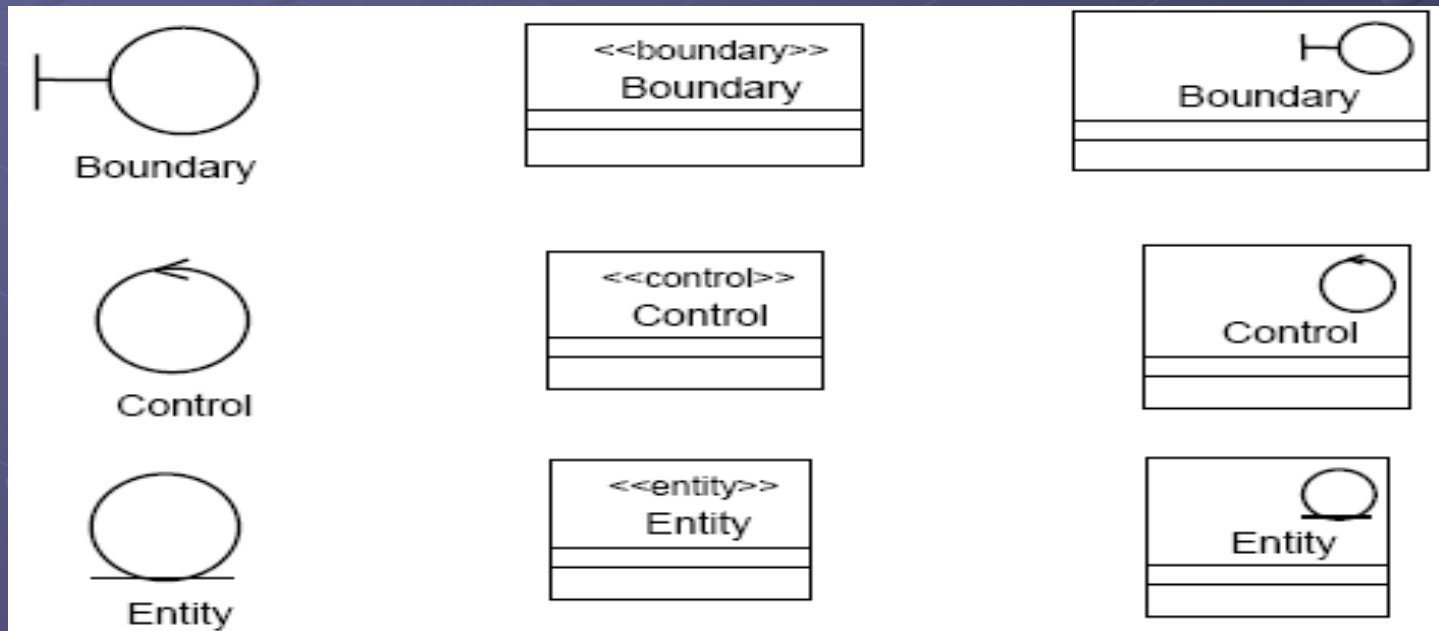 Boundary
<<boundary>>
Boundary
Boundary
Control
<<control>>
Control
Control
Entity
<<entity>>
Entity
Entity